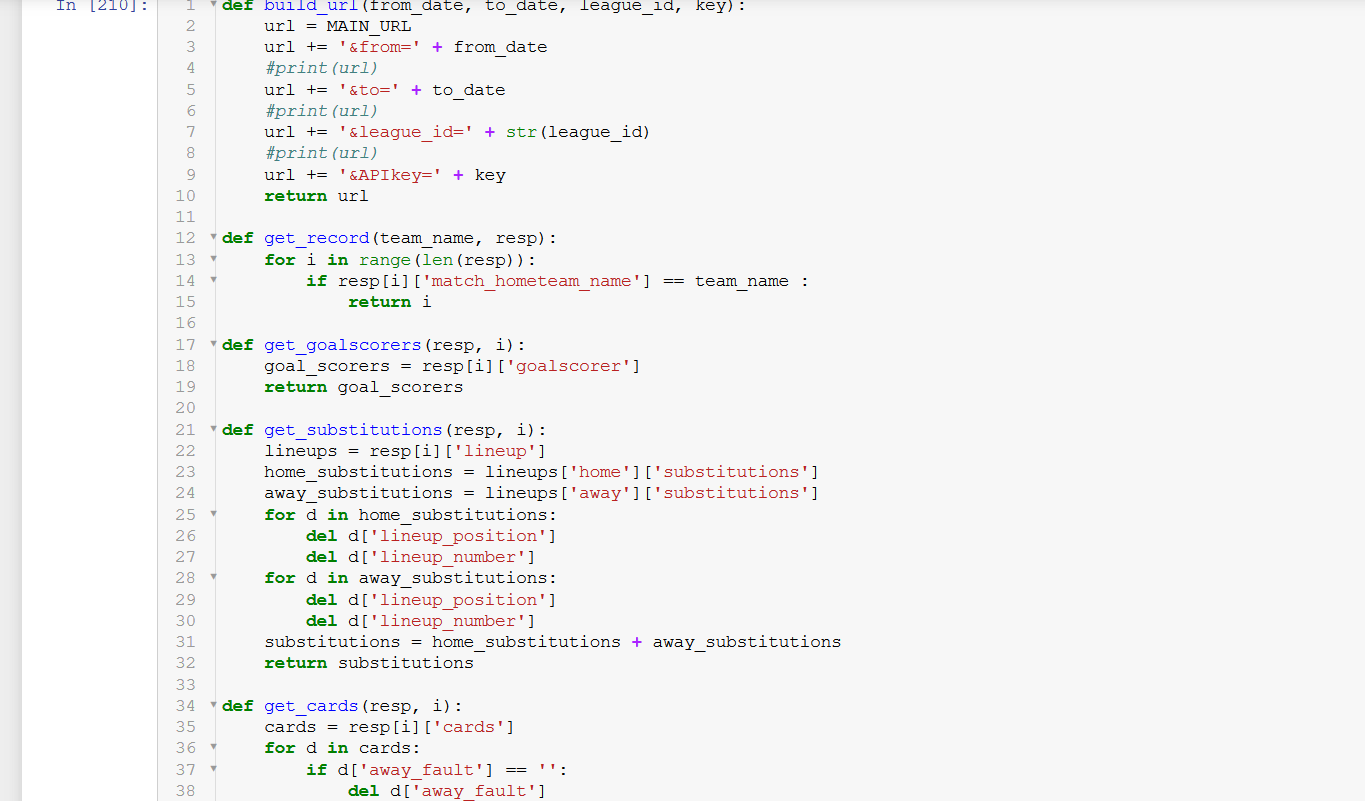 In [210]: 1 def build_url(from_date, to_date, league_id, key):
2 url = MAIN_URL
3 url += '&from=' + from_date
4 #print(url)
5 url += '&to=' + to_date
6 #print(url)
7 url += '&league_id=' + str(league_id)
8 #print(url)
9 url += '&APIkey=' + key
10 return url
11
12 def get_record(team_name, resp):
13 for i in range(len(resp)):
14 if resp[i]['match_hometeam_name'] == team_name :
15 return i
16
17 def get_goalscorers(resp, i):
18 goal_scorers = resp[i]['goalscorer']
19 return goal_scorers
20
21 def get_substitutions(resp, i):
22 lineups = resp[i]['lineup']
23 home_substitutions = lineups['home']['substitutions']
24 away_substitutions = lineups['away']['substitutions']
25 for d in home_substitutions:
26 del d['lineup_position']
27 del d['lineup_number']
28 for d in away_substitutions:
29 del d['lineup_position']
30 del d['lineup_number']
31 substitutions = home_substitutions + away_substitutions
32 return substitutions
33
34 def get_cards(resp, i):
35 cards = resp[i]['cards']
36 for d in cards:
37 if d['away_fault'] == '':
38 del d['away_fault']